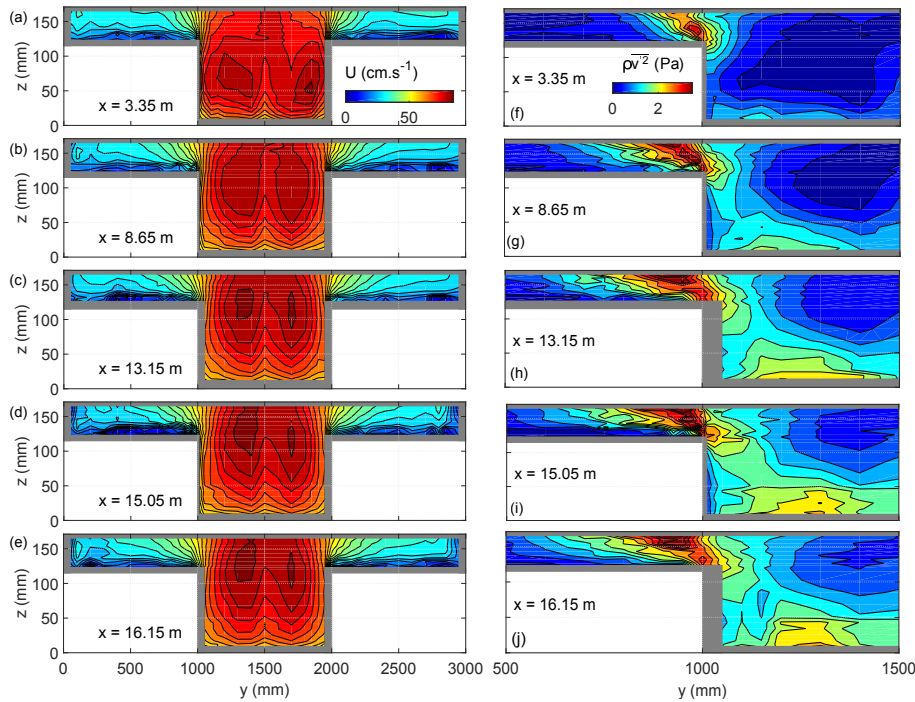 (a)
150
100
50
0
z (mm)
x = 3.35 m
U (cm.s⁻¹)
0 50
(f)
x = 3.35 m
ρv'² (Pa)
0 2
(b)
150
100
50
0
z (mm)
x = 8.65 m
(g)
x = 8.65 m
(c)
150
100
50
0
z (mm)
x = 13.15 m
(h)
x = 13.15 m
(d)
150
100
50
0
z (mm)
x = 15.05 m
(i)
x = 15.05 m
(e)
150
100
50
0
z (mm)
x = 16.15 m
(j)
x = 16.15 m
0 500 1000 1500 2000 2500 3000
y (mm)
500 1000 1500
y (mm)